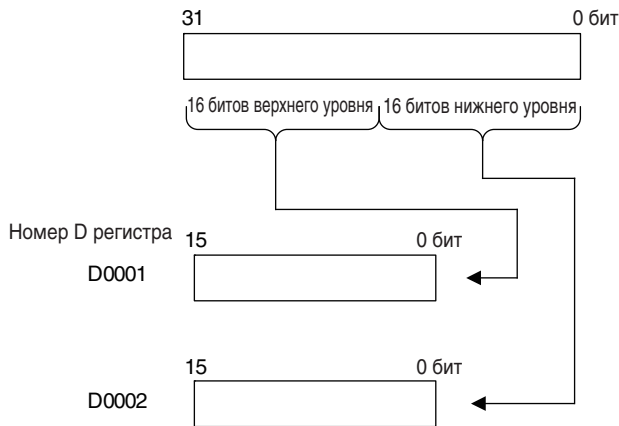 31 0 бит
16 битов верхнего уровня 16 битов нижнего уровня
Номер D регистра 15 0 бит
D0001
15 0 бит
D0002